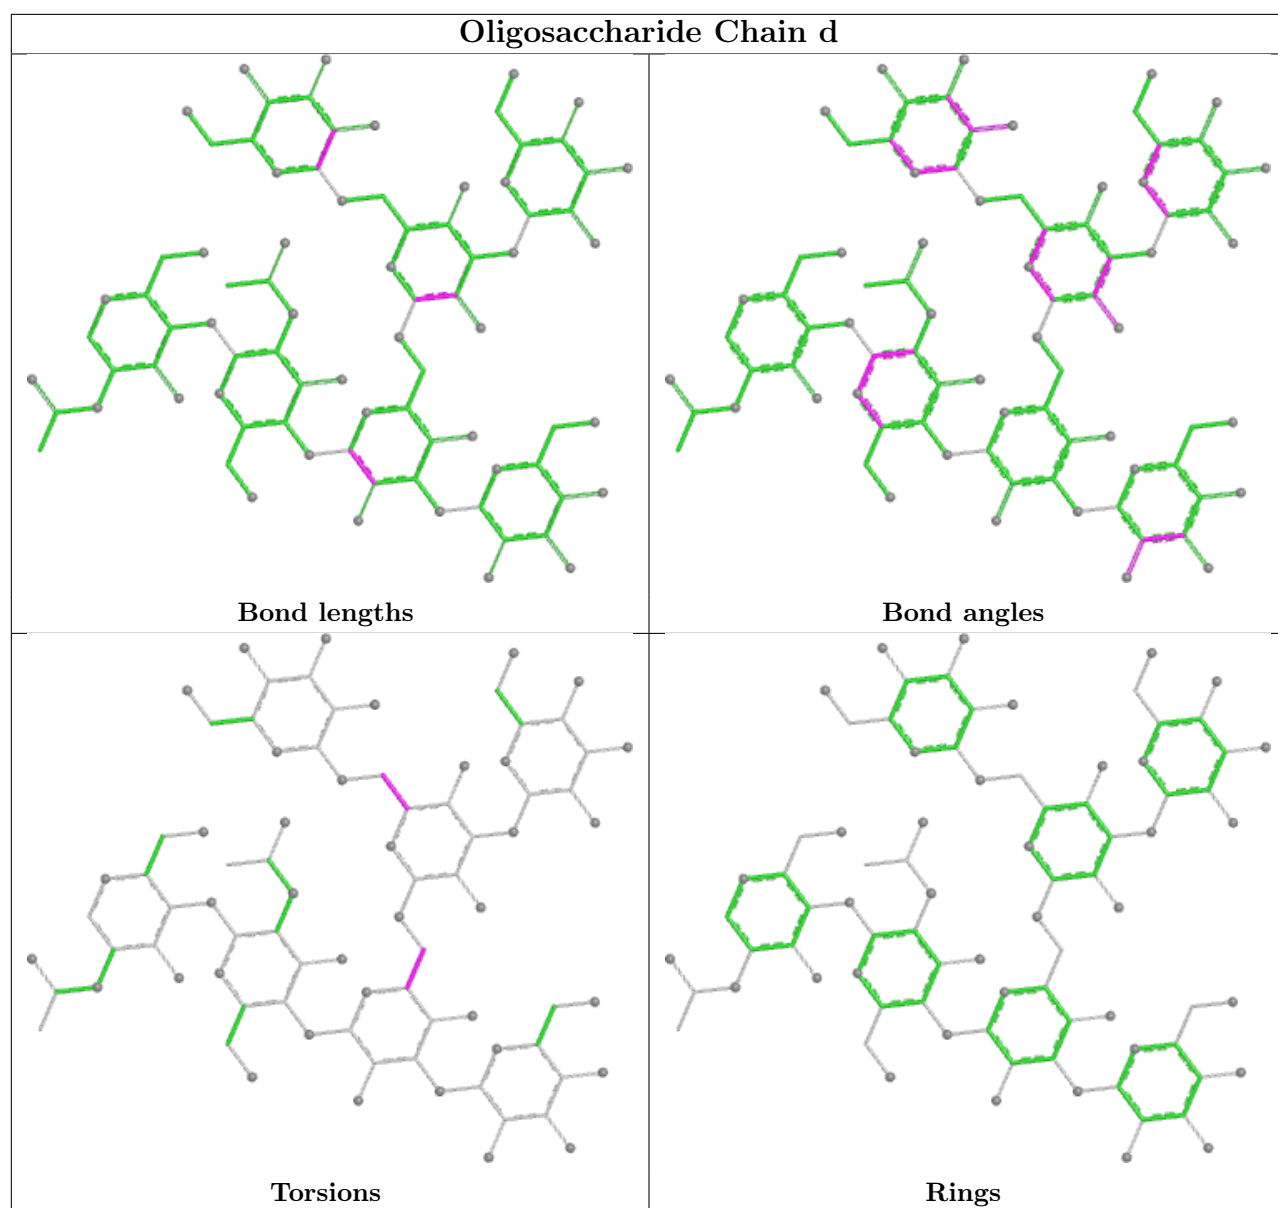 Oligosaccharide Chain d
Bond lengths
Bond angles
Torsions
Rings